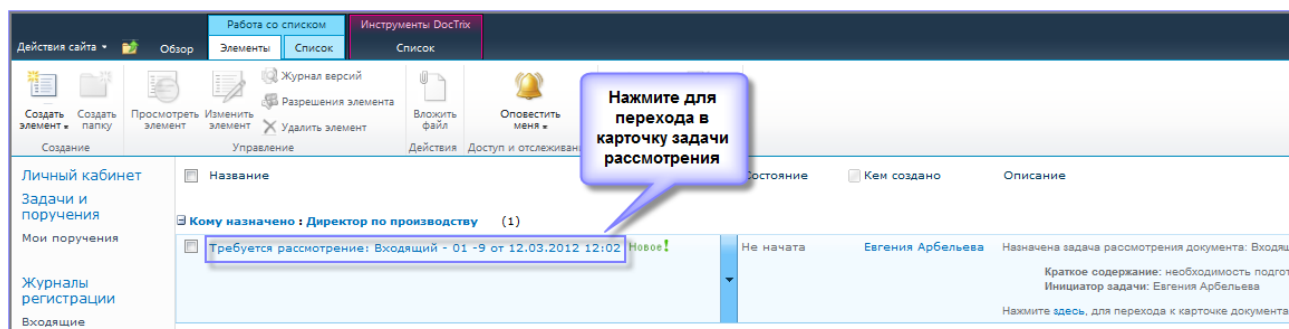 Работа со списком
Инструменты DocTrix
Действия сайта
Обзор
Элементы
Список
Список
Создать элемент
Создать папку
Просмотреть элемент
Изменить элемент
Журнал версий
Разрешения элемента
Удалить элемент
Вложить файл
Оповестить меня
Создание
Управление
Действия
Доступ и отслеживан
Нажмите для
перехода в
карточку задачи
рассмотрения
Личный кабинет
Задачи и
поручения
Мои поручения
Журналы
регистрации
Входящие
Название
Состояние
Кем создано
Описание
Кому назначено : Директор по производству (1)
Требуется рассмотрение: Входящий - 01 -9 от 12.03.2012 12:02 Новое!
Не начата
Евгения Арбельева
Назначена задача рассмотрения документа: Входящ
Краткое содержание: необходимость подгот
Инициатор задачи: Евгения Арбельева
Нажмите здесь, для перехода к карточке документа